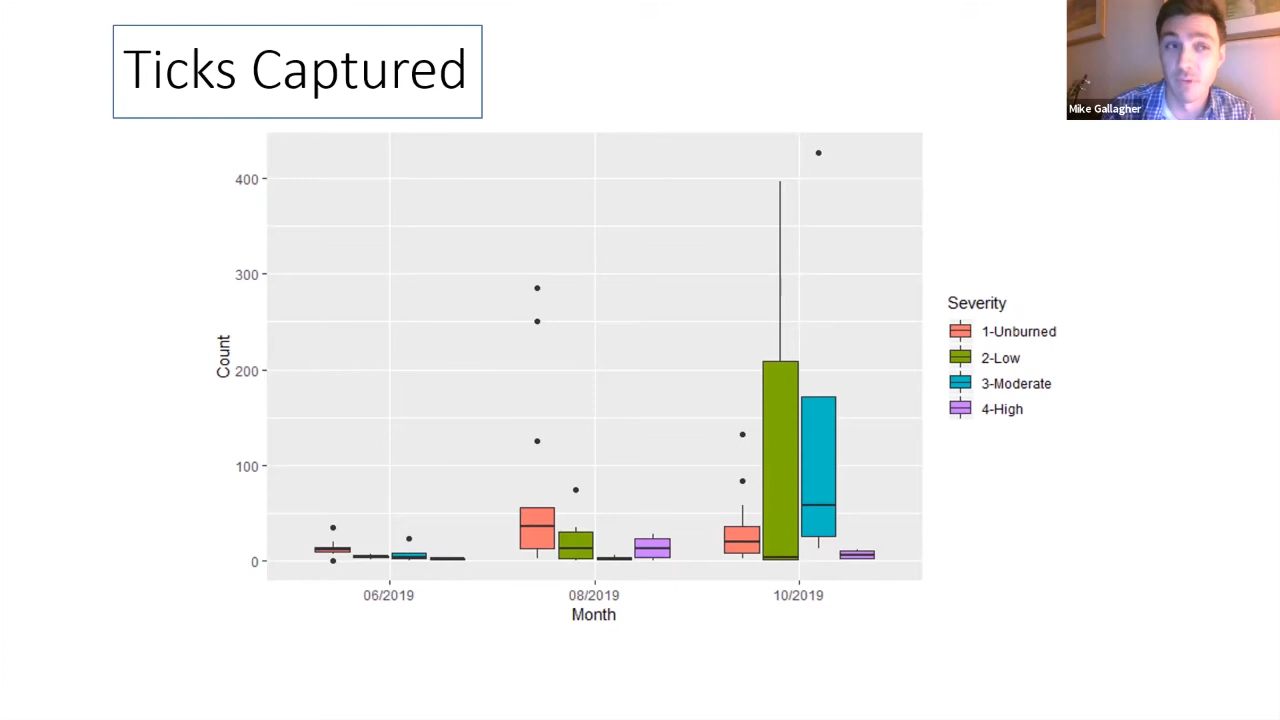 Ticks Captured
Mike Gallagher
400
300
200
100
0
Count
06/2019
08/2019
10/2019
Month
Severity
1-Unburned
2-Low
3-Moderate
4-High